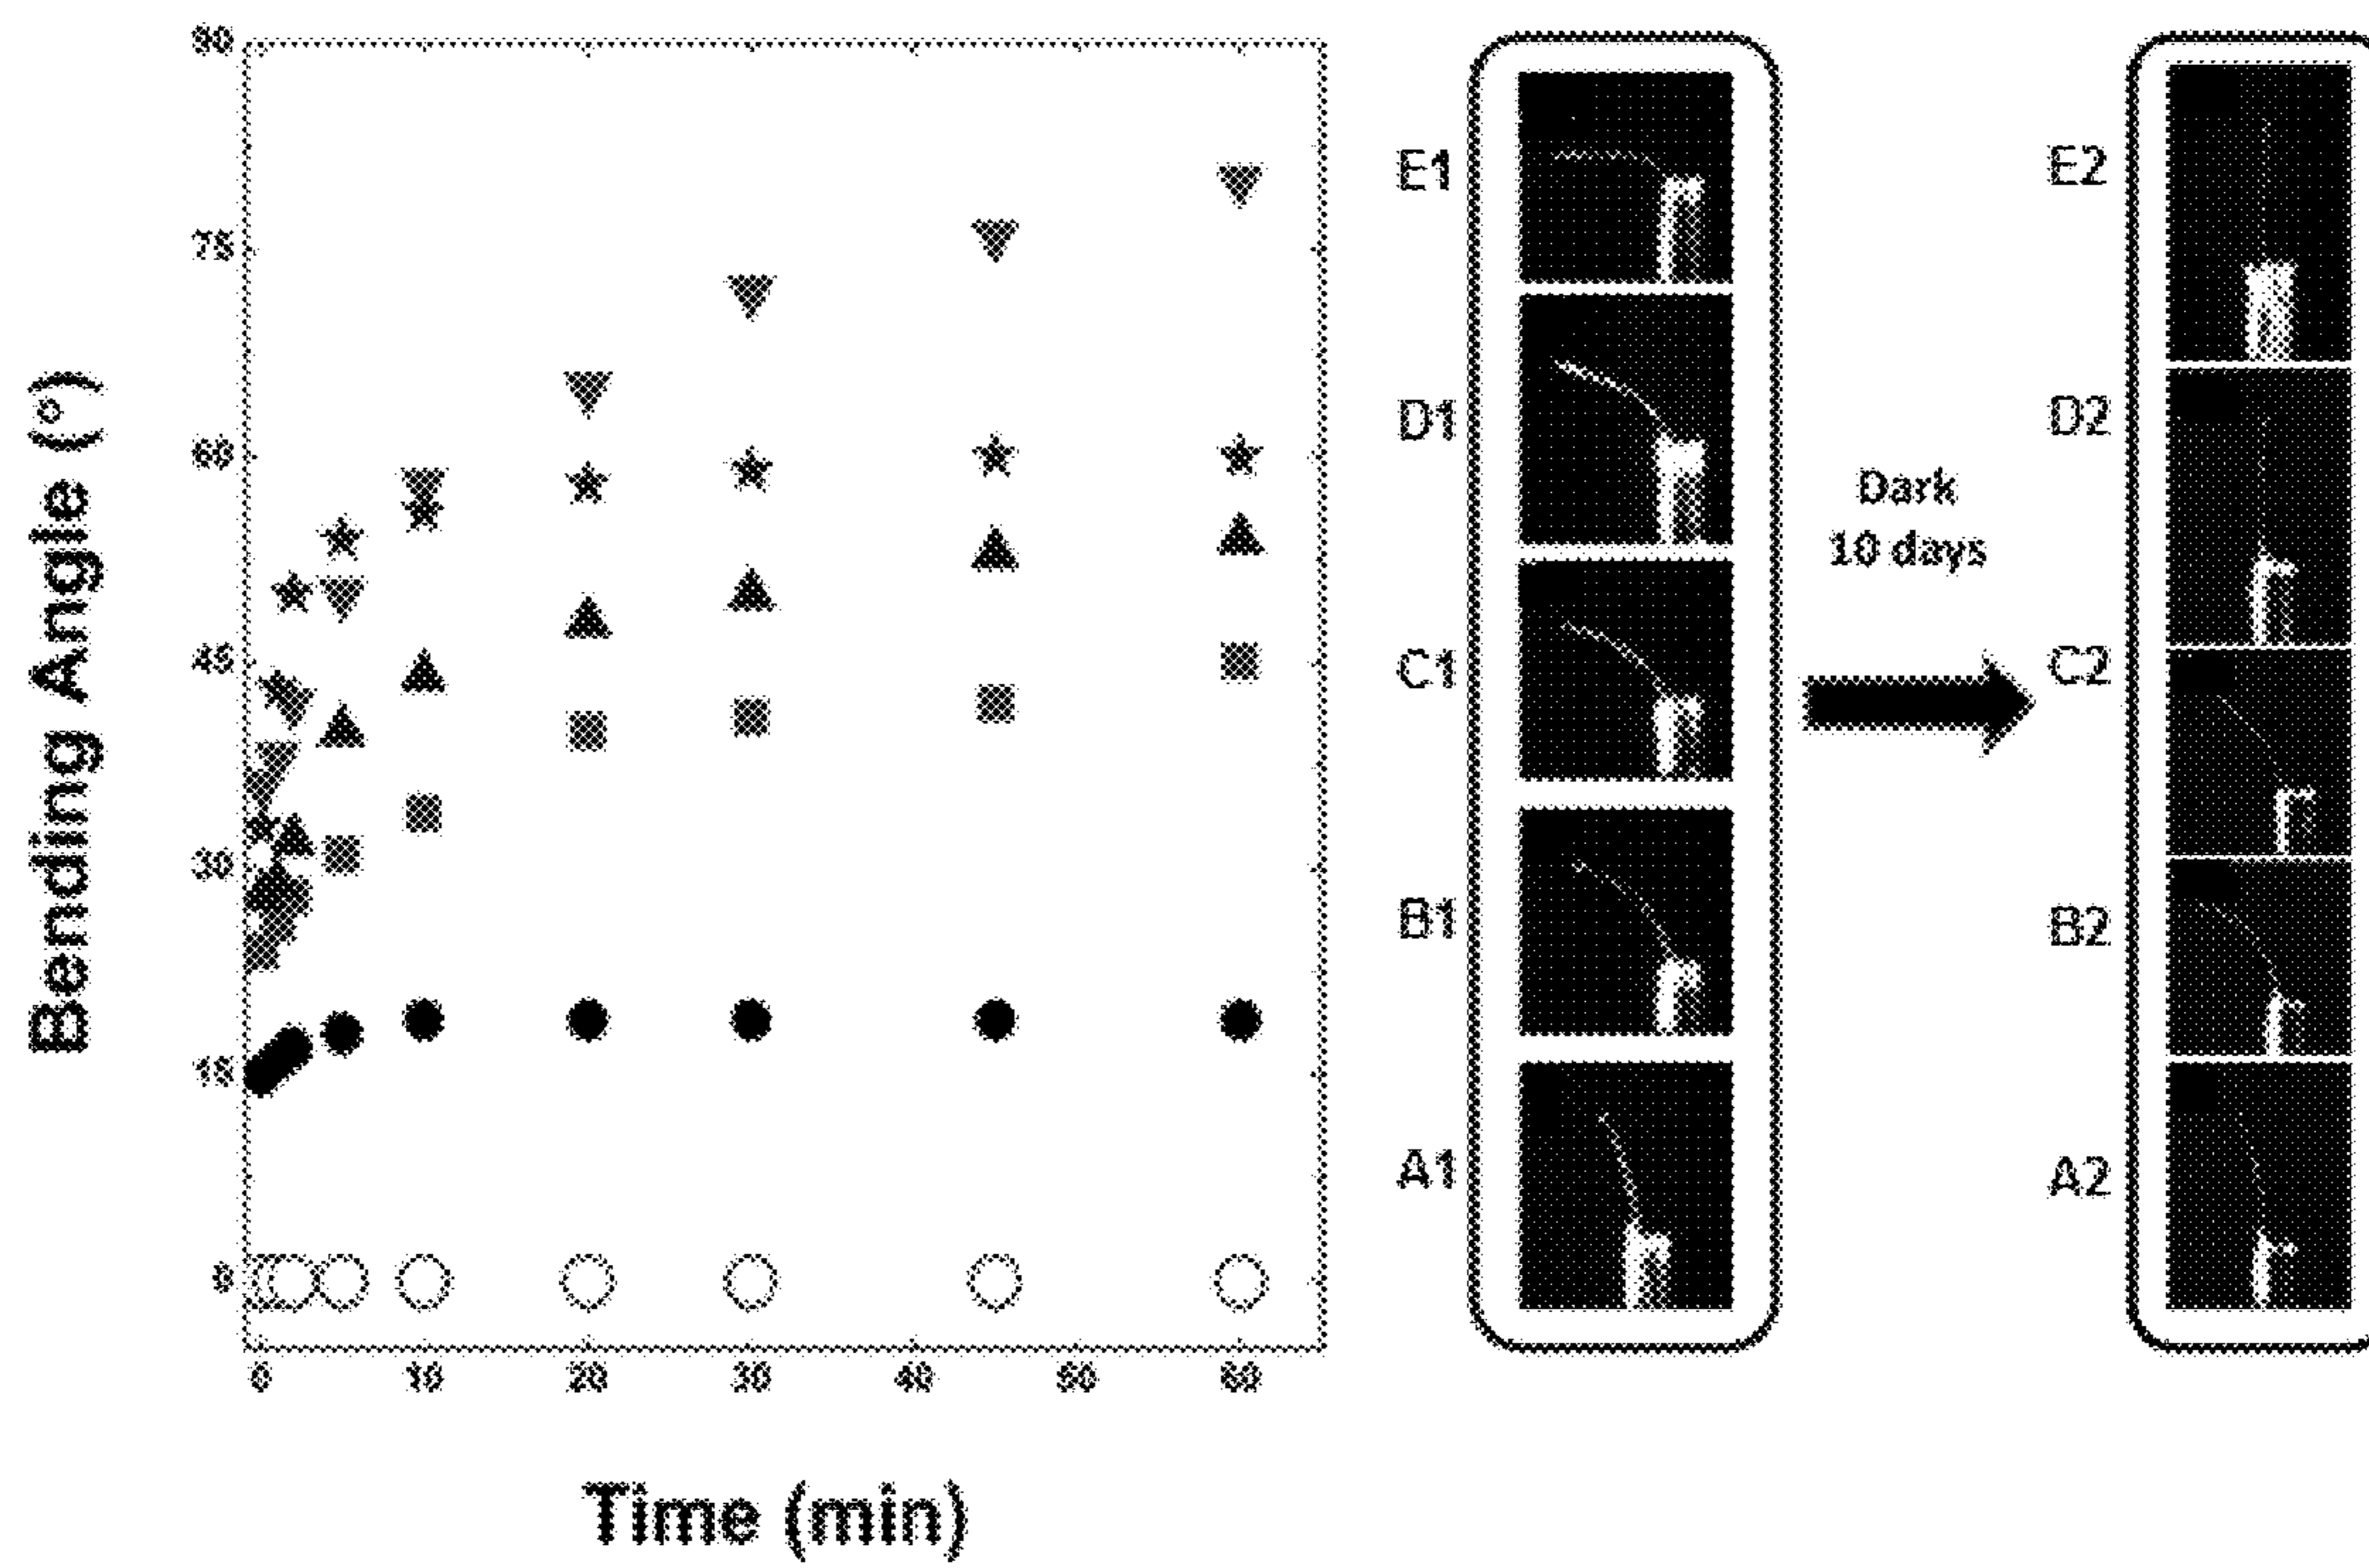 Bending Angle (°)
90
75
60
45
30
15
0
0
10
20
30
40
50
60
Time (min)
E1
D1
C1
B1
A1
Dark
10 days
E2
D2
C2
B2
A2